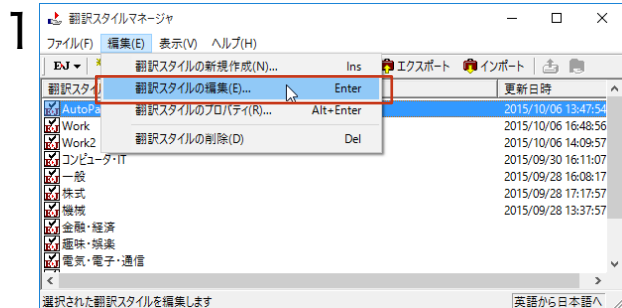 1
翻訳スタイルマネージャ
ファイル(F) 編集(E) 表示(V) ヘルプ(H)
EJ エクスポート インポート
翻訳スタイルの新規作成(N)... Ins
翻訳スタイルの編集(E)... Enter
翻訳スタイルのプロパティ(R)... Alt+Enter
翻訳スタイルの削除(D) Del
翻訳スタイ 更新日時
AutoPa 2015/10/06 13:47:54
Work 2015/10/06 16:48:56
Work2 2015/10/06 14:09:57
コンピュータ・IT 2015/09/30 16:11:07
一般 2015/09/28 16:08:17
株式 2015/09/28 17:17:57
機械 2015/09/28 13:37:57
金融・経済
趣味・娯楽
電気・電子・通信
選択された翻訳スタイルを編集します 英語から日本語へ